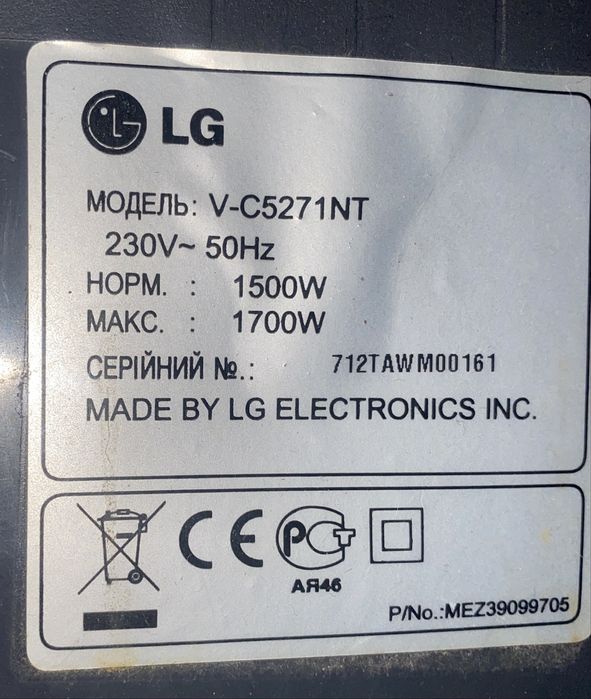 LG
МОДЕЛЬ: V-C5271NT
230V~ 50Hz
НОРМ. : 1500W
МАКС. : 1700W
СЕРІЙНИЙ №.: 712TAWM00161
MADE BY LG ELECTRONICS INC.
CE PCT
АЯ46
P/No.:MEZ39099705